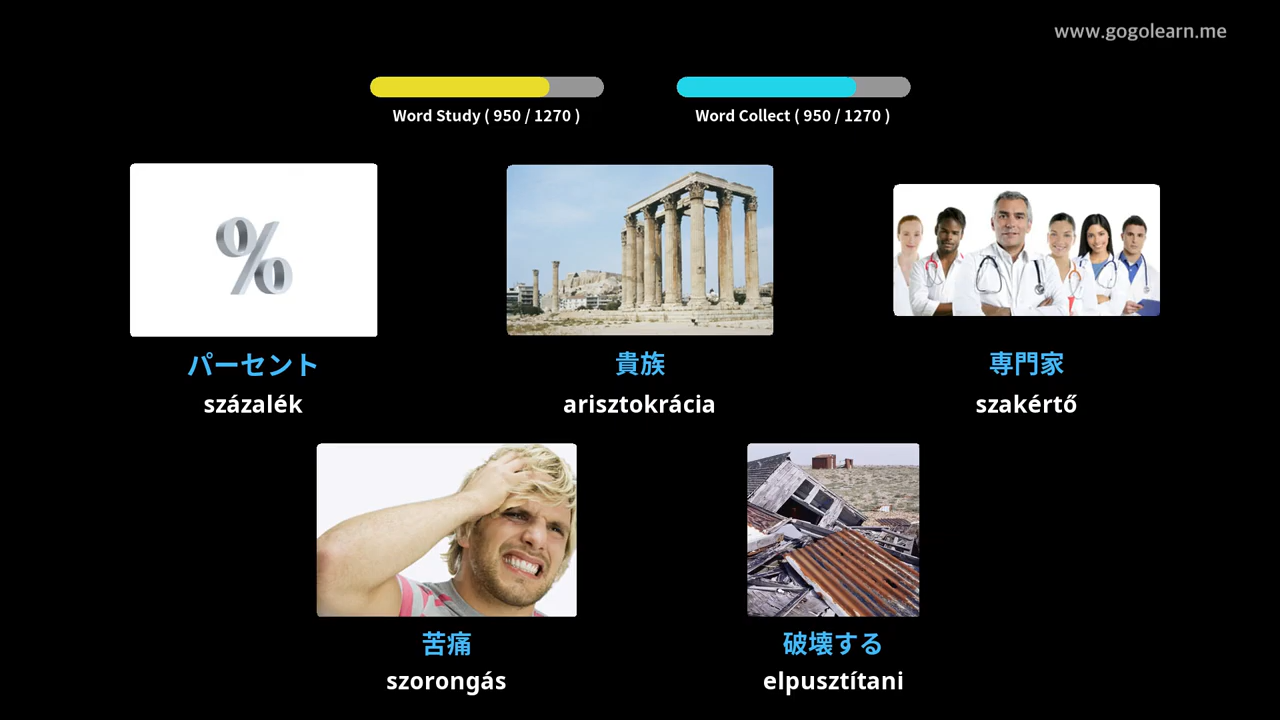 www.gogolearn.me
Word Study ( 950 / 1270 )
Word Collect ( 950 / 1270 )
%
パーセント
貴族
専門家
százalék
arisztokrácia
szakértő
苦痛
破壊する
szorongás
elpusztítani